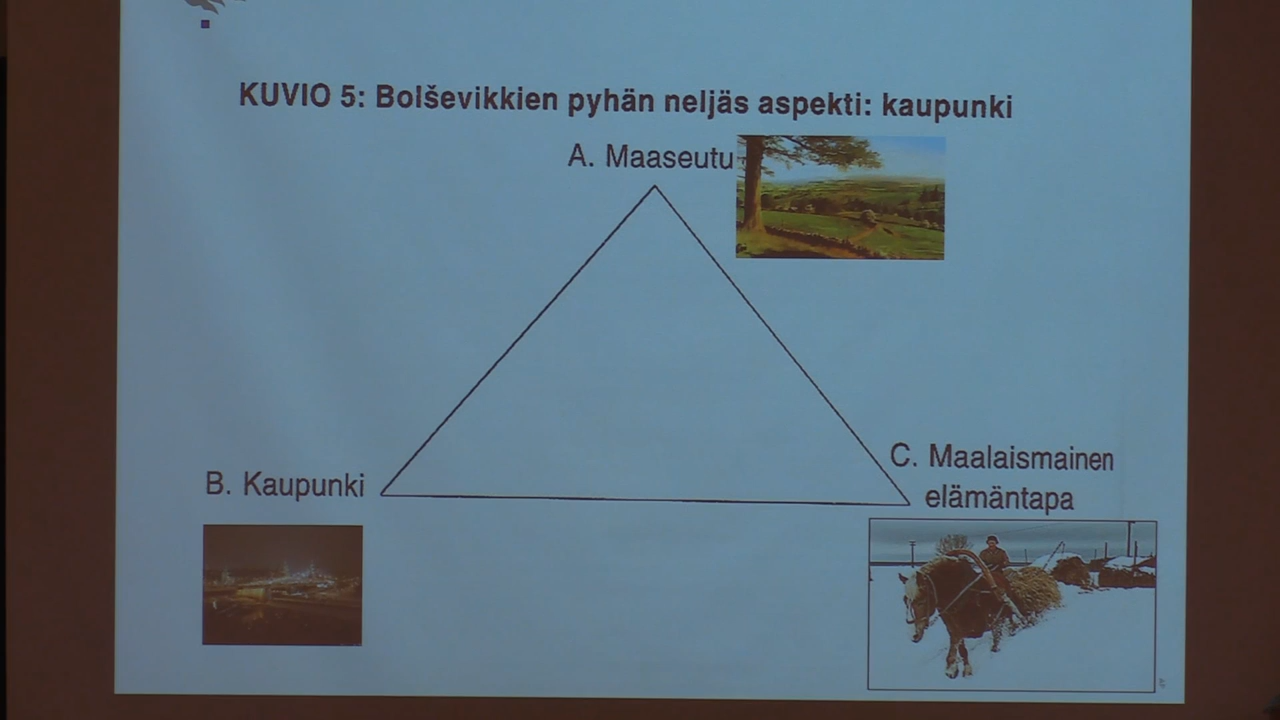 KUVIO 5: Bolševikkien pyhän neljäs aspekti: kaupunki
A. Maaseutu
B. Kaupunki
C. Maalaismainen
elämäntapa